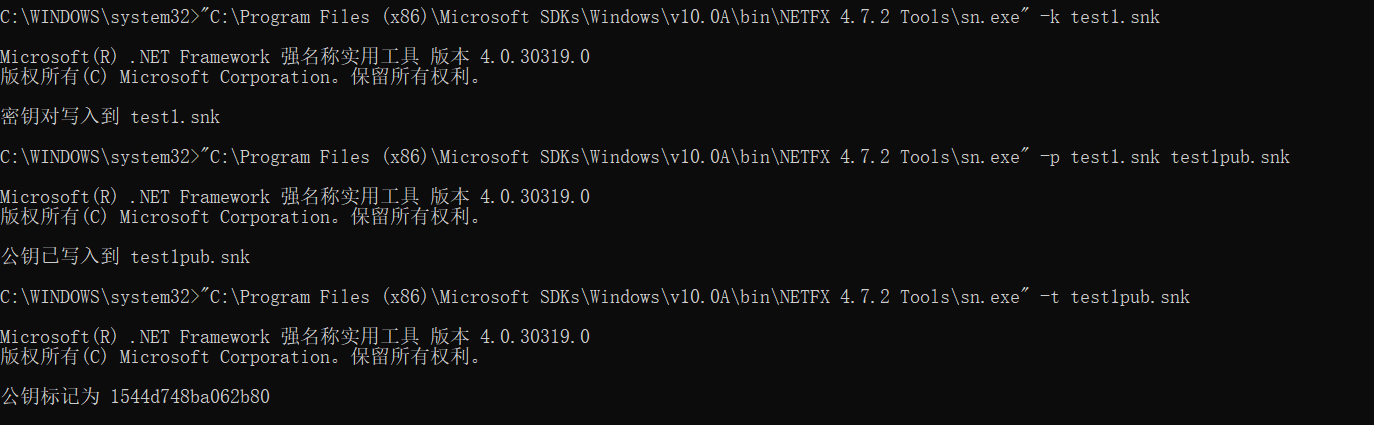 C:\WINDOWS\system32>"C:\Program Files (x86)\Microsoft SDKs\Windows\v10.0A\bin\NETFX 4.7.2 Tools\sn.exe" -k test1.snk
Microsoft(R) .NET Framework 强名称实用工具 版本 4.0.30319.0
版权所有(C) Microsoft Corporation。保留所有权利。
密钥对写入到 test1.snk
C:\WINDOWS\system32>"C:\Program Files (x86)\Microsoft SDKs\Windows\v10.0A\bin\NETFX 4.7.2 Tools\sn.exe" -p test1.snk test1pub.snk
Microsoft(R) .NET Framework 强名称实用工具 版本 4.0.30319.0
版权所有(C) Microsoft Corporation。保留所有权利。
公钥已写入到 test1pub.snk
C:\WINDOWS\system32>"C:\Program Files (x86)\Microsoft SDKs\Windows\v10.0A\bin\NETFX 4.7.2 Tools\sn.exe" -t test1pub.snk
Microsoft(R) .NET Framework 强名称实用工具 版本 4.0.30319.0
版权所有(C) Microsoft Corporation。保留所有权利。
公钥标记为 1544d748ba062b80